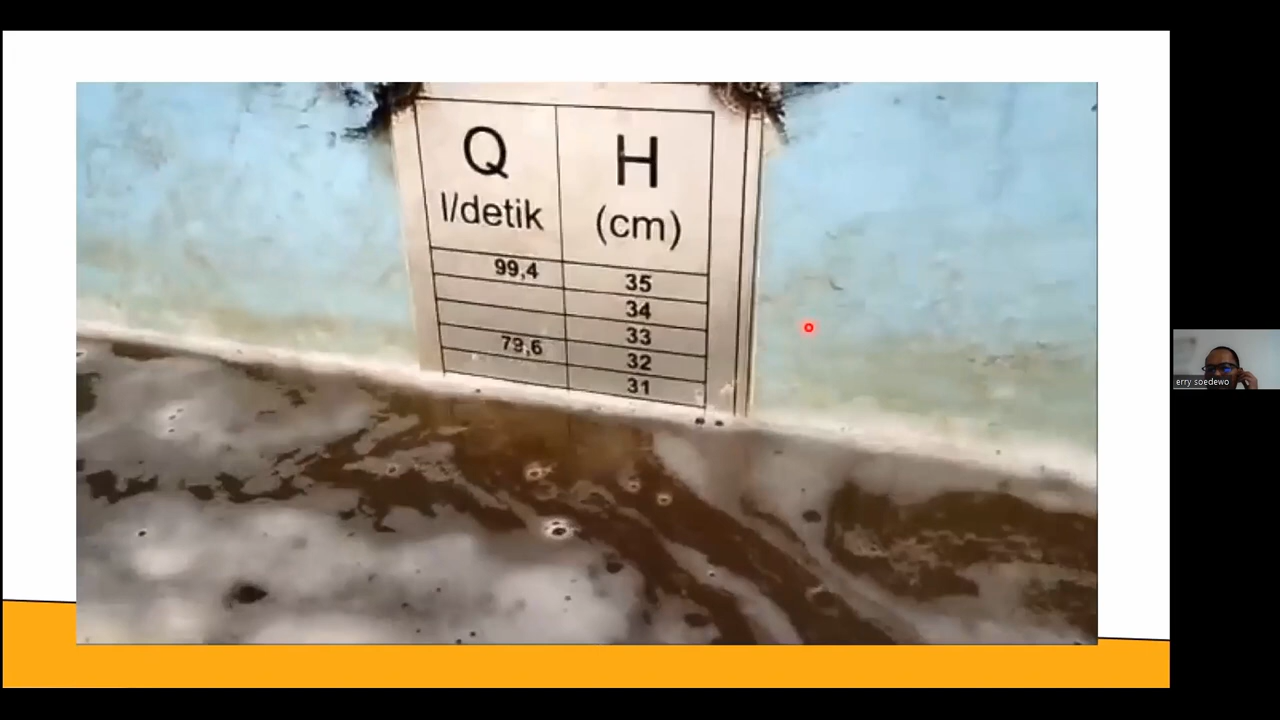 Q H
l/detik (cm)
99,4 35
34
33
79,6 32
31
erry soedewo